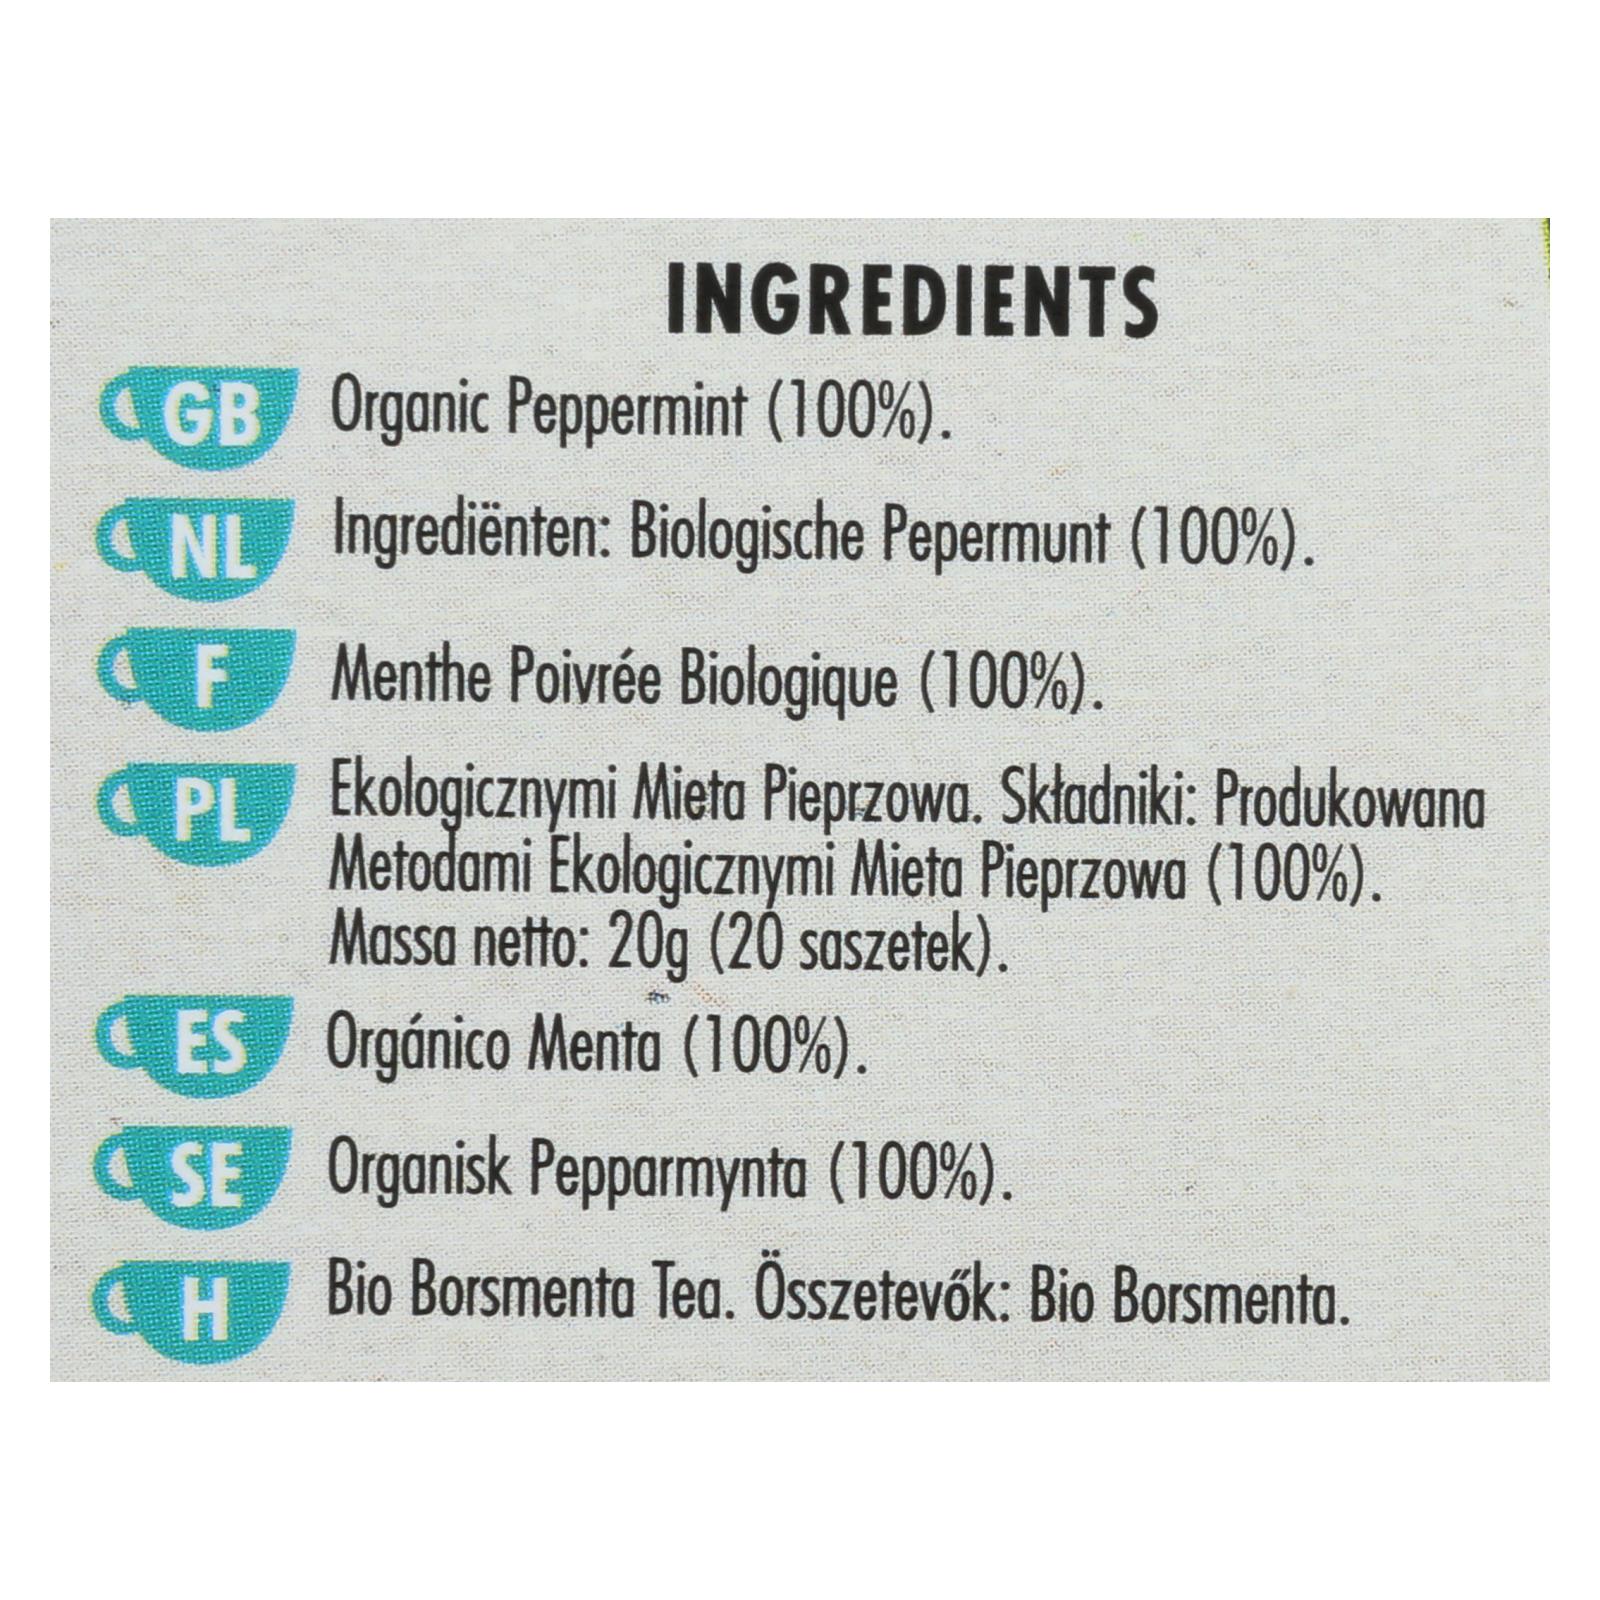 INGREDIENTS
GB Organic Peppermint (100%).
NL Ingrediënten: Biologische Pepermunt (100%).
F Menthe Poivrée Biologique (100%).
PL Ekologicznymi Mieta Pieprzowa. Składniki: Produkowana
Metodami Ekologicznymi Mieta Pieprzowa (100%).
Massa netto: 20g (20 saszetek).
ES Orgánico Menta (100%).
SE Organisk Pepparmynta (100%).
H Bio Borsmenta Tea. Összetevők: Bio Borsmenta.